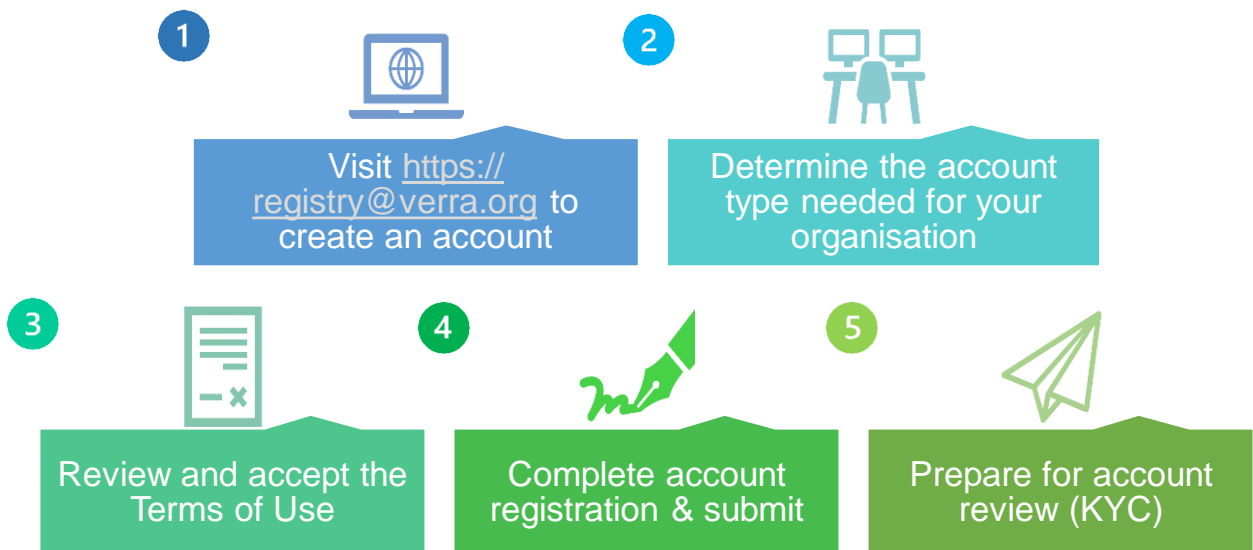 1
Visit https://
registry@verra.org to
create an account
2
Determine the account
type needed for your
organisation
3
Review and accept the
Terms of Use
4
Complete account
registration & submit
5
Prepare for account
review (KYC)